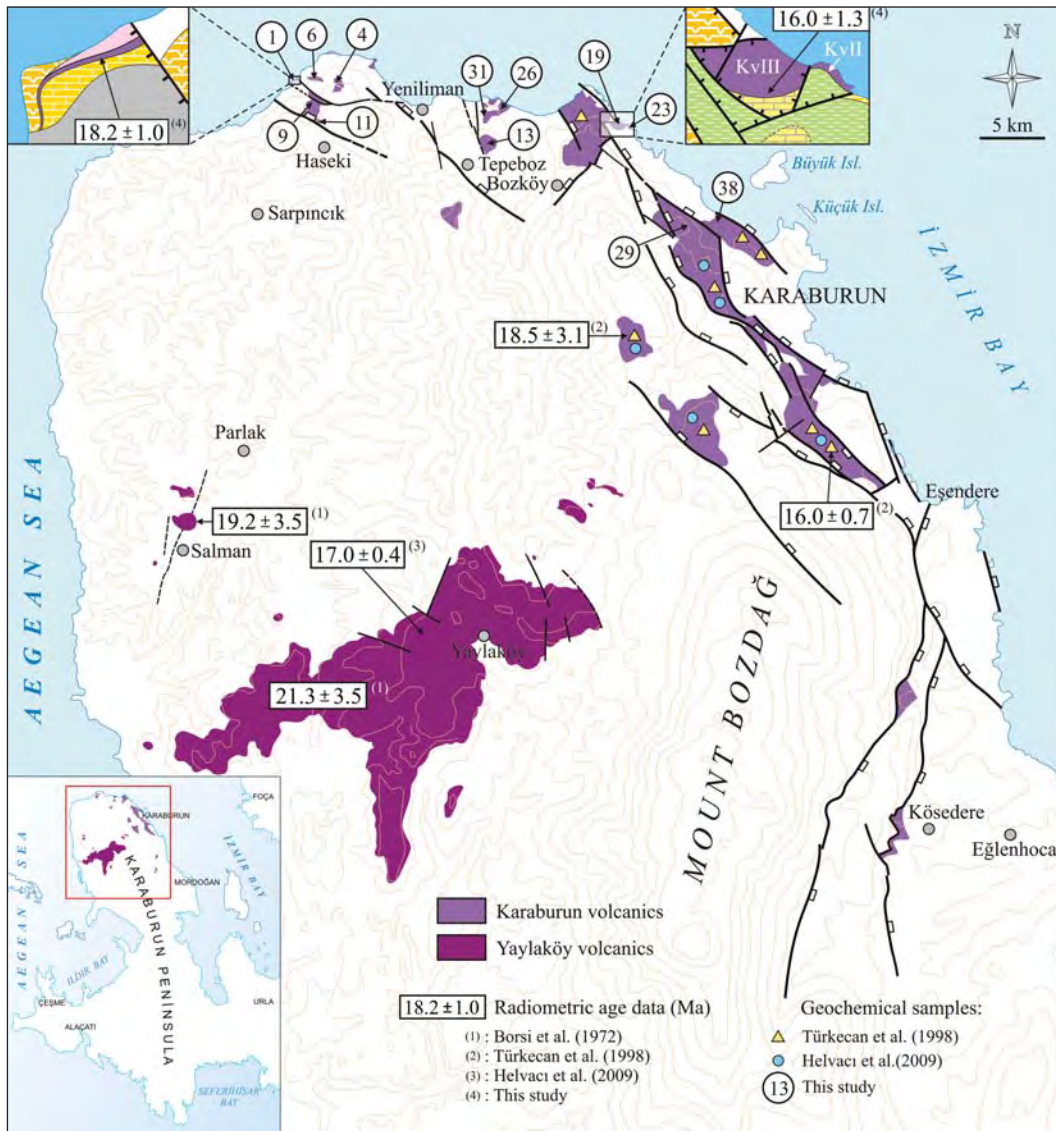 16.0 ± 1.3 (4)
KvII
KvIII
18.2 ± 1.0 (4)
1
6
4
9
11
31
26
13
19
23
N
5 km
Yeniliman
Haseki
Tepeboz
Bozköy
Sarpıncık
Büyük Isl.
Küçük Isl.
38
29
KARABURUN
İZMİR BAY
18.5 ± 3.1 (2)
Parlak
19.2 ± 3.5 (1)
Salman
17.0 ± 0.4 (3)
16.0 ± 0.7 (2)
Eşendere
Yaylaköy
21.3 ± 3.5 (1)
AEGEAN SEA
MOUNT BOZDAĞ
Kösedere
Eğlenhoca
KARABURUN
FOÇA
AEGEAN SEA
İZMİR BAY
MORDOĞAN
KARABURUN PENINSULA
ILDIR BAY
ÇEŞME
ALAÇATI
URLA
SEFERİHİSAR
BAY
Karaburun volcanics
Yaylaköy volcanics
18.2 ± 1.0 Radiometric age data (Ma)
(1) : Borsi et al. (1972)
(2) : Türkecan et al. (1998)
(3) : Helvacı et al. (2009)
(4) : This study
Geochemical samples:
Türkecan et al. (1998)
Helvacı et al.(2009)
13 This study